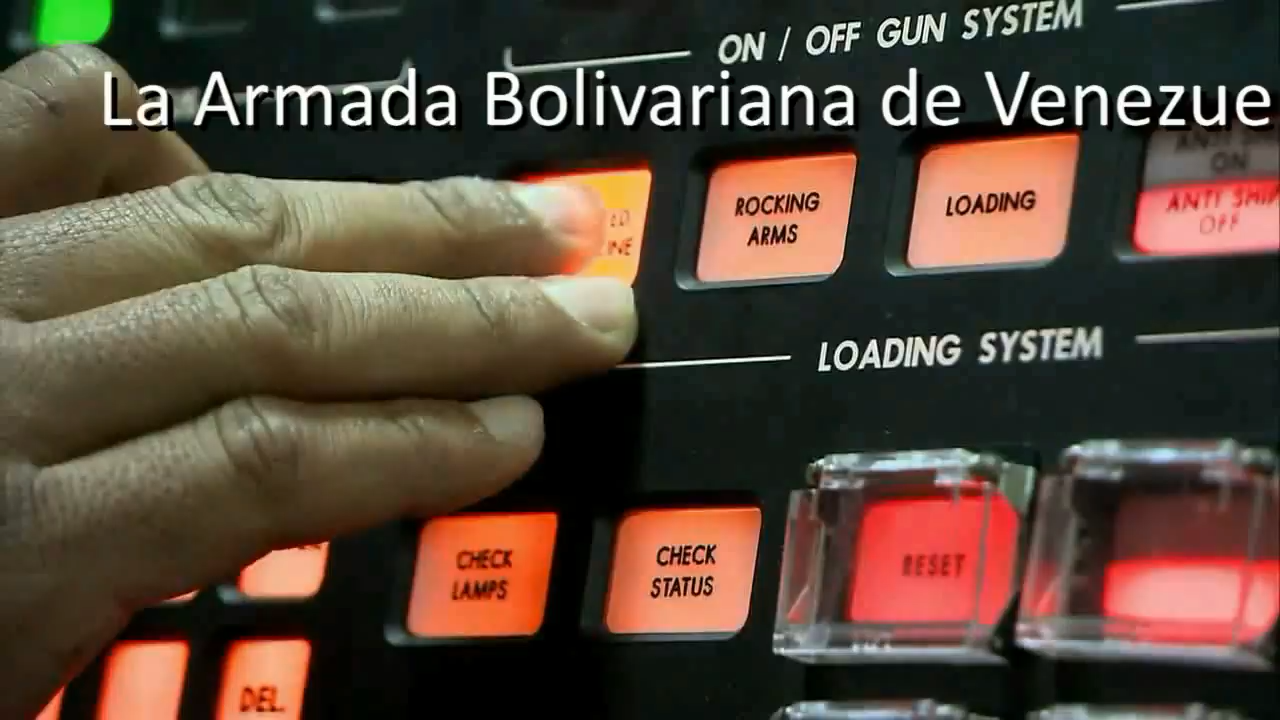 ON / OFF GUN SYSTEM
La Armada Bolivariana de Venezue
ROCKING
ARMS
LOADING
ON
ANTI SHIP
OFF
LOADING SYSTEM
CHECK
LAMPS
CHECK
STATUS
RESET
DEL.